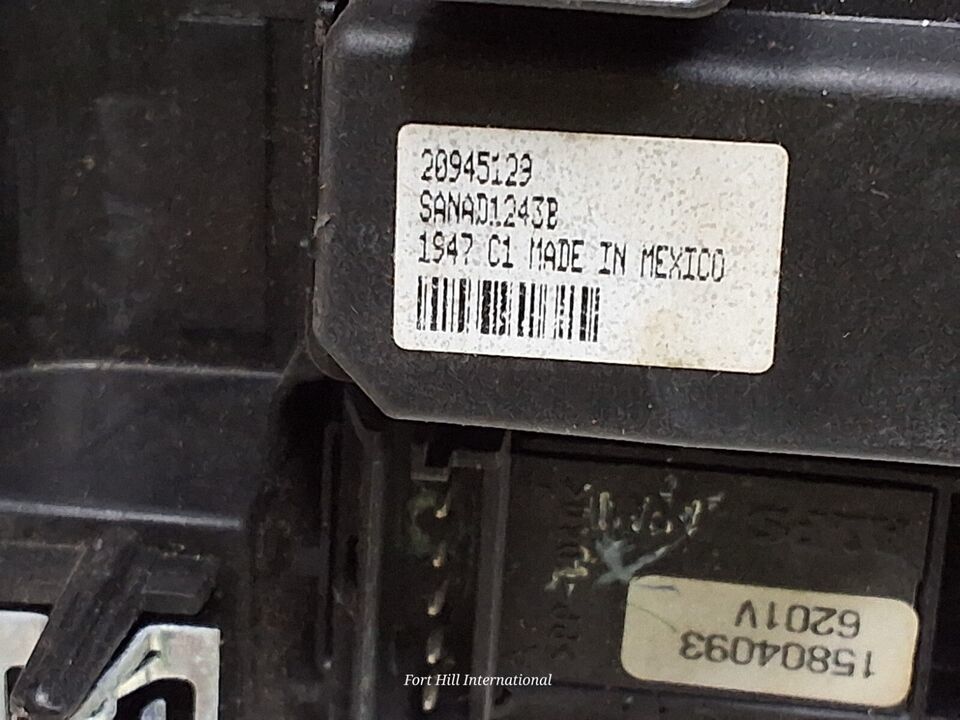 20945129
SANAD1243B
1947 C1 MADE IN MEXICO
15804093
6201V
Fort Hill International